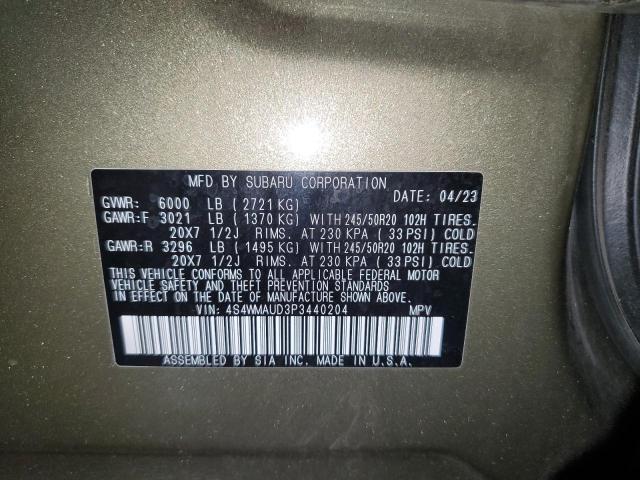 MFD BY SUBARU CORPORATION
DATE: 04/23
GVWR: 6000 LB ( 2721 KG)
GAWR:F 3021 LB ( 1370 KG) WITH 245/50R20 102H TIRES.
20X7 1/2J RIMS. AT 230 KPA ( 33 PSI) COLD
GAWR:R 3296 LB ( 1495 KG) WITH 245/50R20 102H TIRES.
20X7 1/2J RIMS. AT 230 KPA ( 33 PSI) COLD
THIS VEHICLE CONFORMS TO ALL APPLICABLE FEDERAL MOTOR
VEHICLE SAFETY AND THEFT PREVENTION STANDARDS
IN EFFECT ON THE DATE OF MANUFACTURE SHOWN ABOVE.
VIN: 4S4WMAUD3P3440204 MPV
ASSEMBLED BY SIA INC. MADE IN U.S.A.